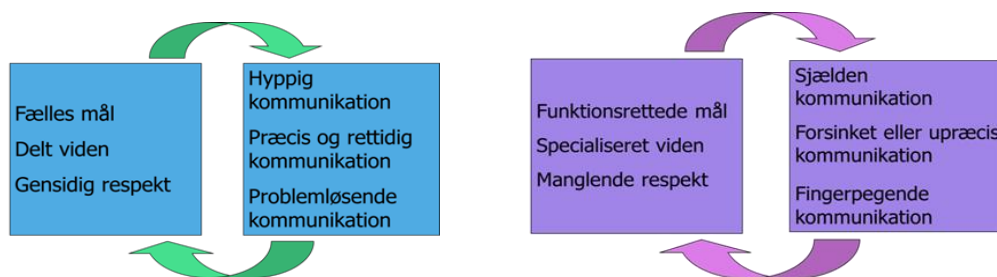 Fælles mål
Delt viden
Gensidig respekt
Hyppig
kommunikation
Præcis og rettidig
kommunikation
Problemløsende
kommunikation
Funktionsrettede mål
Specialiseret viden
Manglende respekt
Sjælden
kommunikation
Forsinket eller upræcis
kommunikation
Fingerpegende
kommunikation